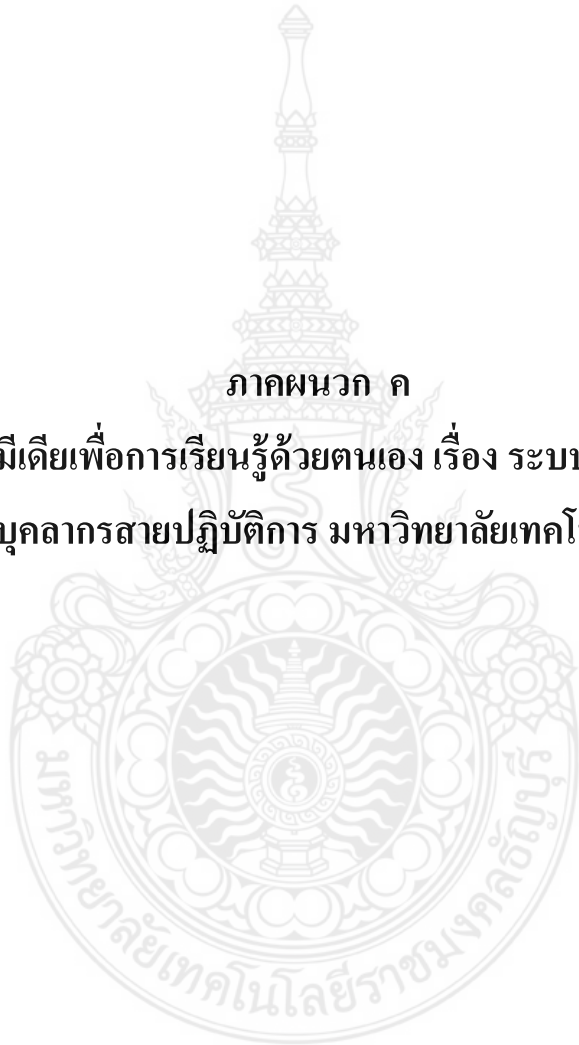 ภาคผนวก ค
มีเดียเพื่อการเรียนรู้ด้วยตนเอง เรื่อง ระบบ
บุคลากรสายปฏิบัติการ มหาวิทยาลัยเทคโ
มหาวิทยาลัยเทคโนโลยีราชมงคลธัญบุรี